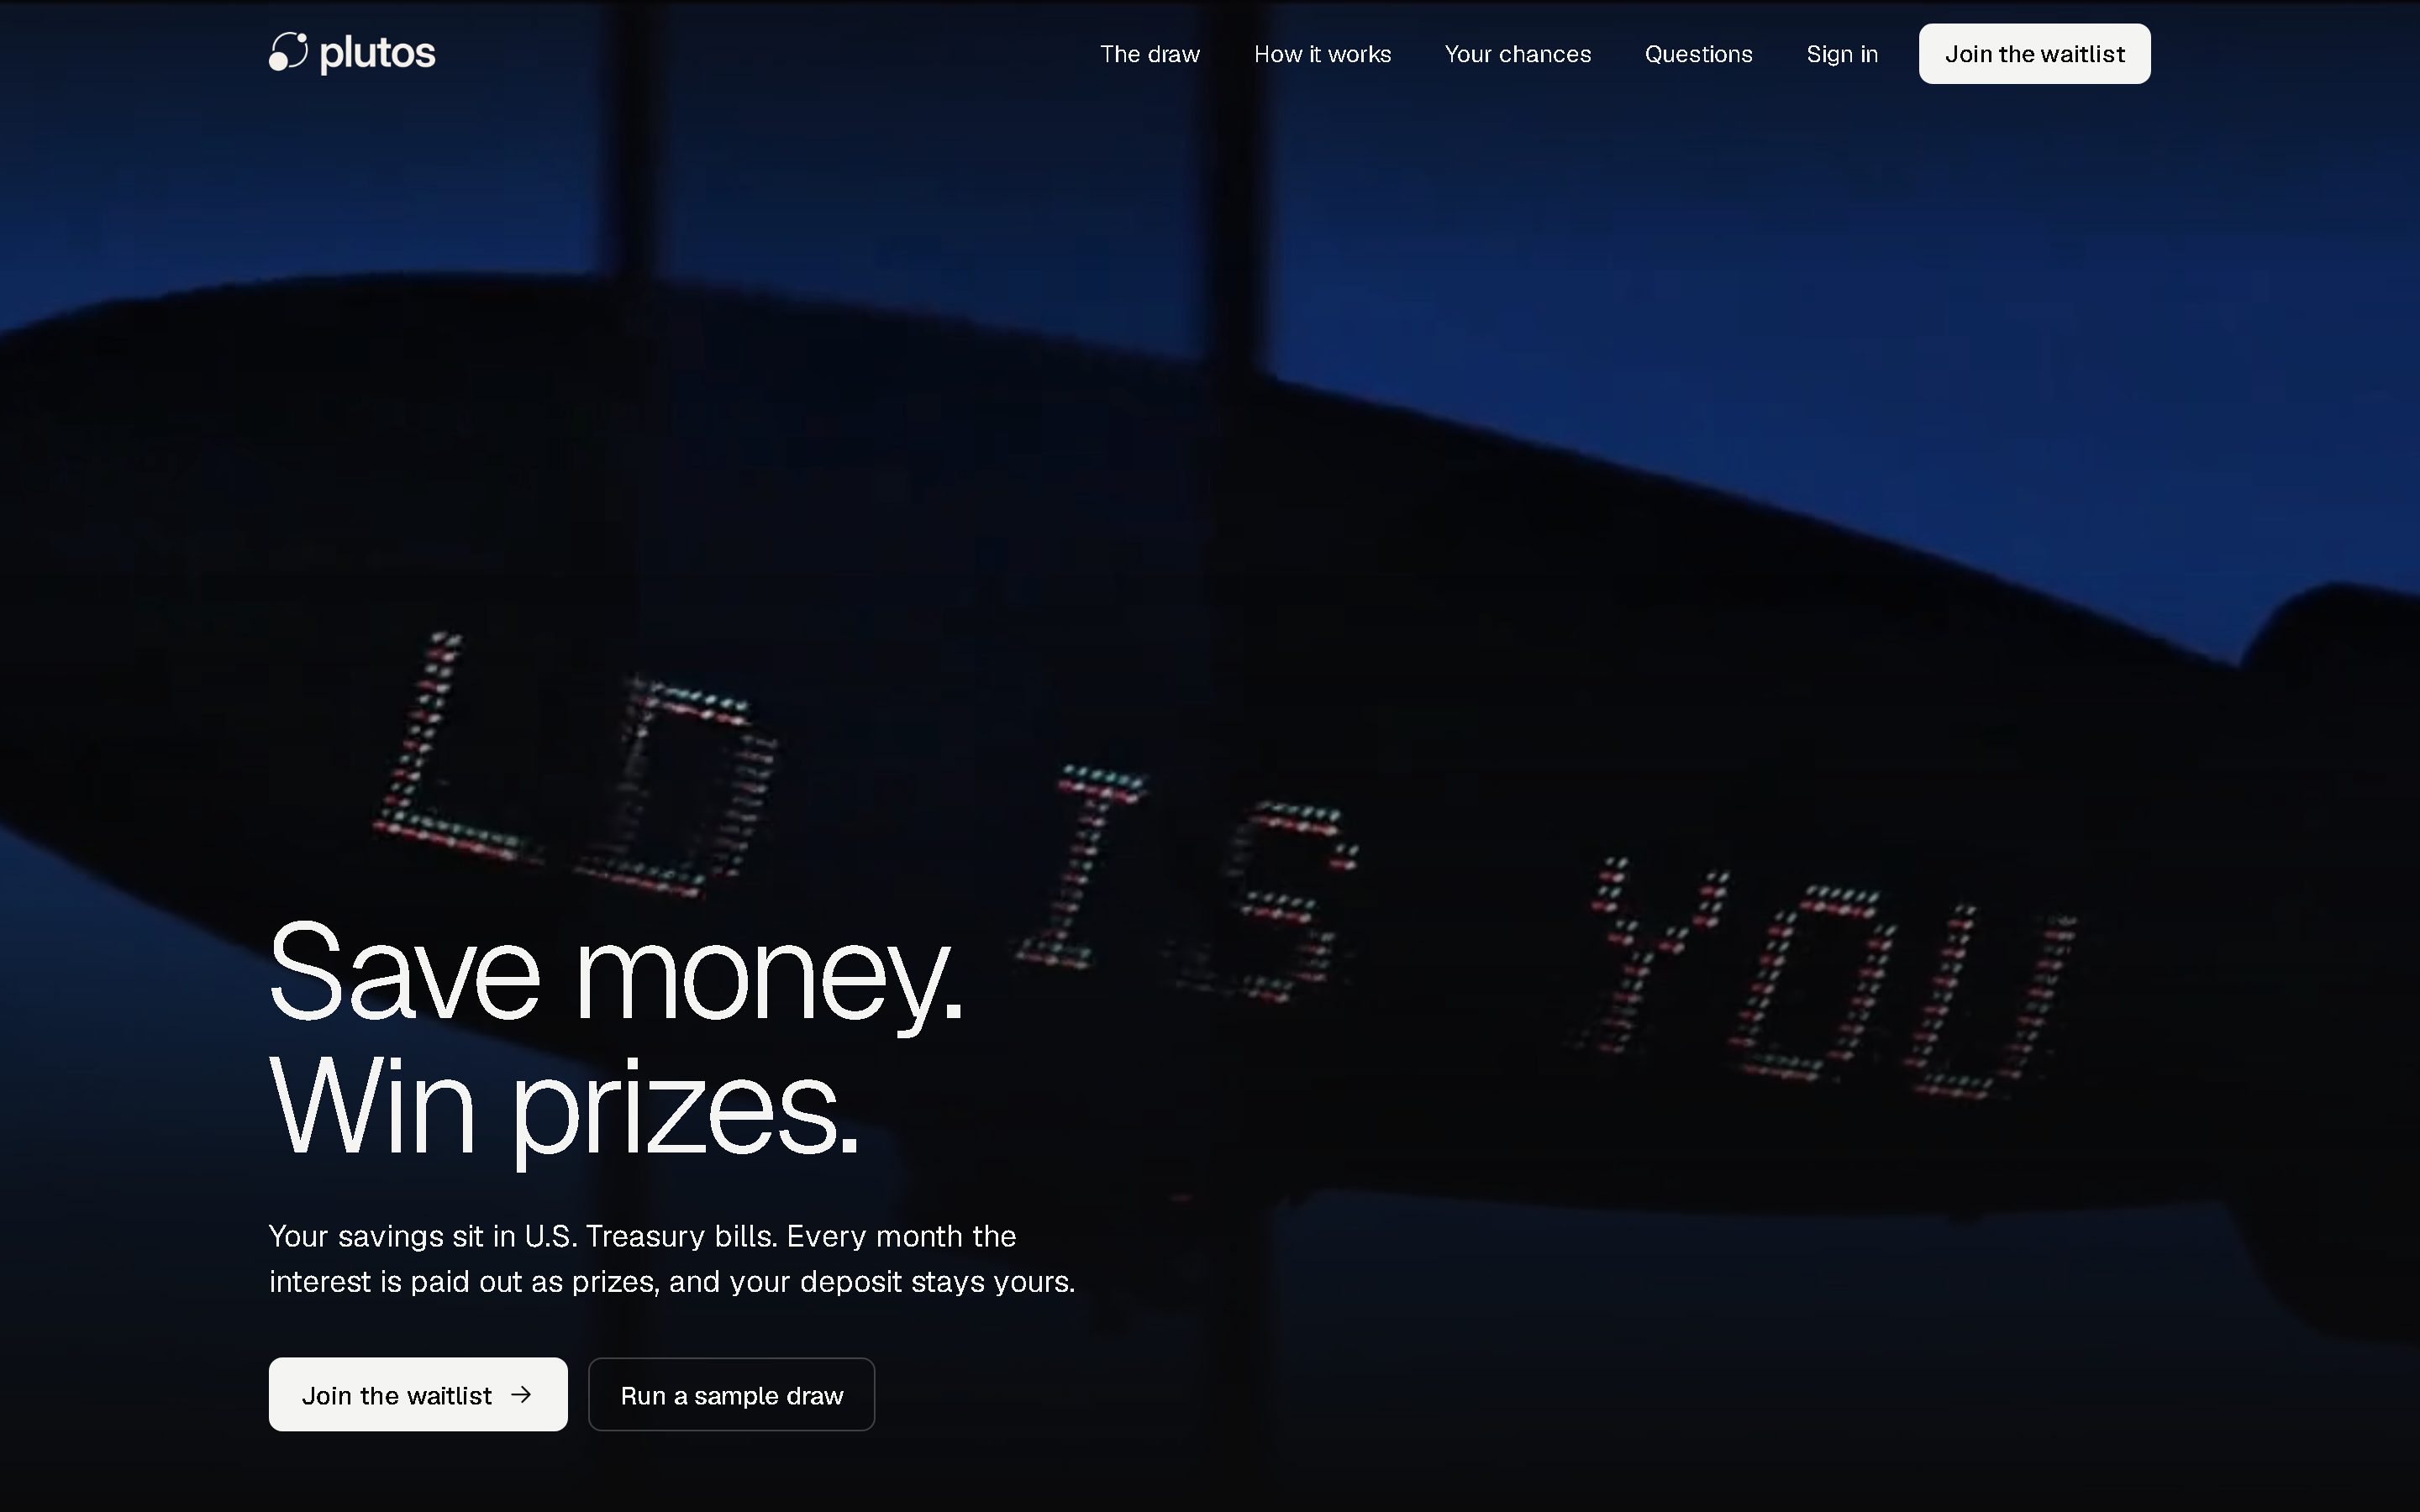 plutos
The draw
How it works
Your chances
Questions
Sign in
Join the waitlist
LD IS YOU
Save money.
Win prizes.
Your savings sit in U.S. Treasury bills. Every month the
interest is paid out as prizes, and your deposit stays yours.
Join the waitlist
Run a sample draw